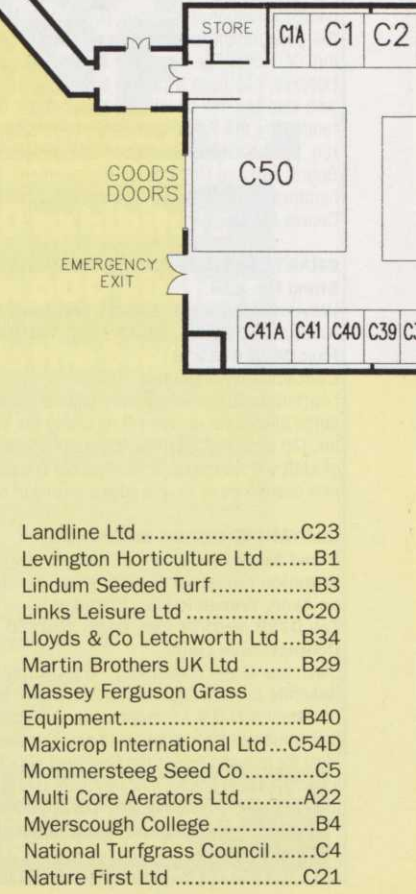 STORE
C1A C1 C2
GOODS
DOORS
C50
EMERGENCY
EXIT
C41A C41 C40 C39
Landline Ltd .........................C23
Levington Horticulture Ltd .......B1
Lindum Seeded Turf................B3
Links Leisure Ltd ..................C20
Lloyds & Co Letchworth Ltd ...B34
Martin Brothers UK Ltd .........B29
Massey Ferguson Grass
Equipment............................B40
Maxicrop International Ltd...C54D
Mommersteeg Seed Co...........C5
Multi Core Aerators Ltd..........A22
Myerscough College................B4
National Turfgrass Council.......C4
Nature First Ltd ....................C21